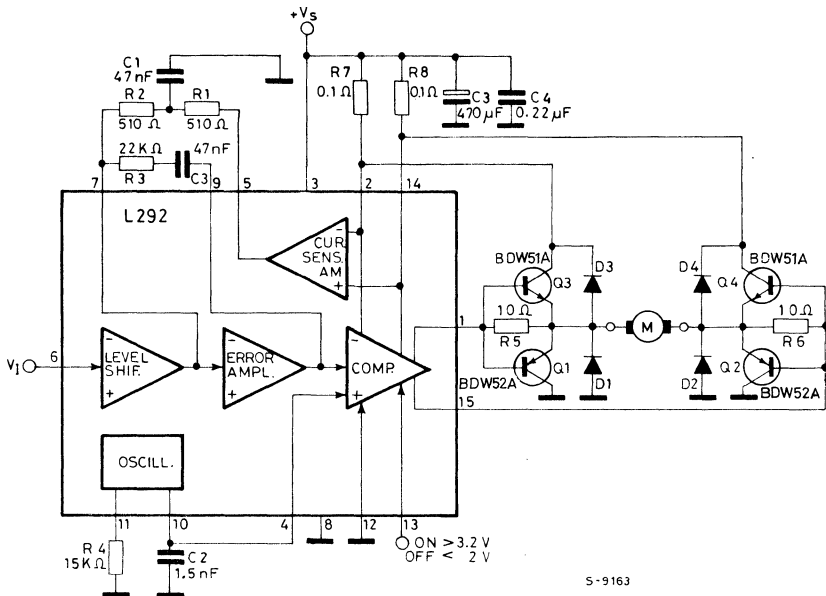 +Vs
C1
47nF
R2
510 Ω
R1
510 Ω
22KΩ
R3
47nF
C3
R7
0.1Ω
R8
0.1Ω
C3
470µF
C4
0.22µF
7
9
5
3
2
14
L292
CUR.
SENS.
AM
BDW51A
Q3
D3
D4
BDW51A
Q4
10Ω
R5
M
10Ω
R6
1
VI
6
LEVEL
SHIF.
ERROR
AMPL.
COMP.
BDW52A
Q1
D1
D2
Q2
BDW52A
15
OSCILL.
11
10
4
8
12
13
R4
15KΩ
C2
1.5nF
ON >3.2 V
OFF < 2 V
S-9163